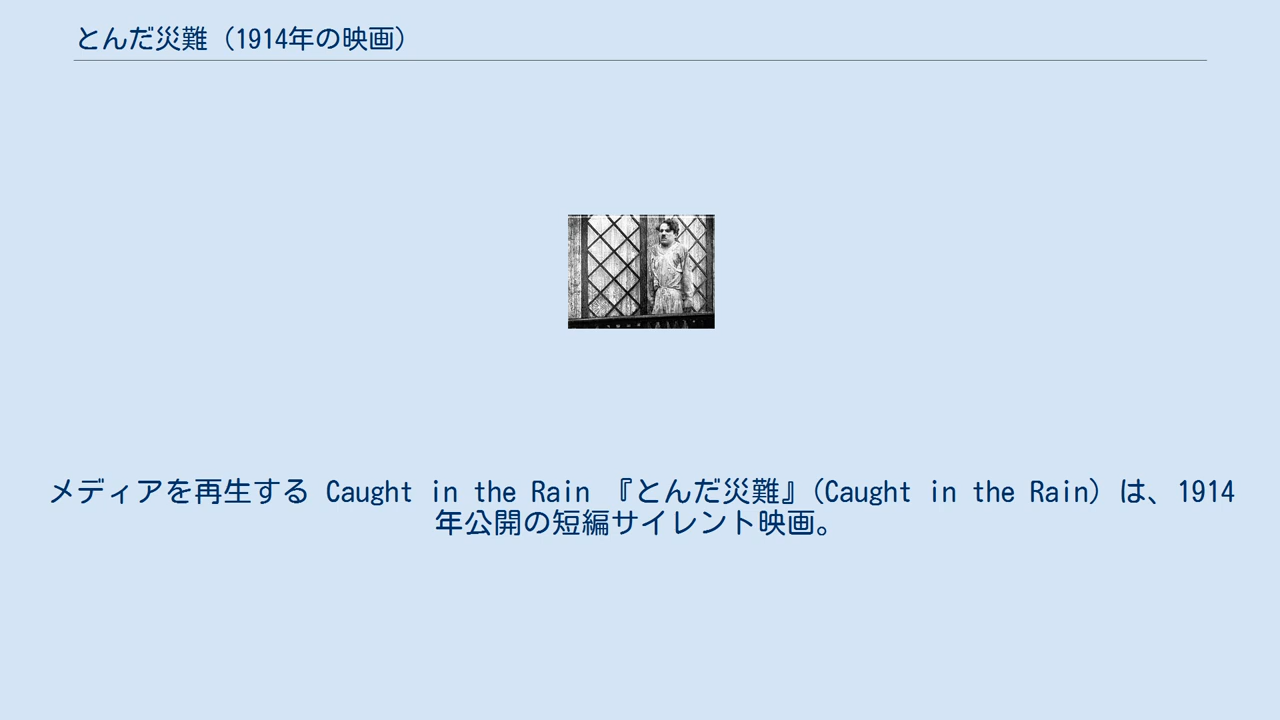 とんだ災難（1914年の映画）
メディアを再生する Caught in the Rain 『とんだ災難』（Caught in the Rain）は、1914
年公開の短編サイレント映画。